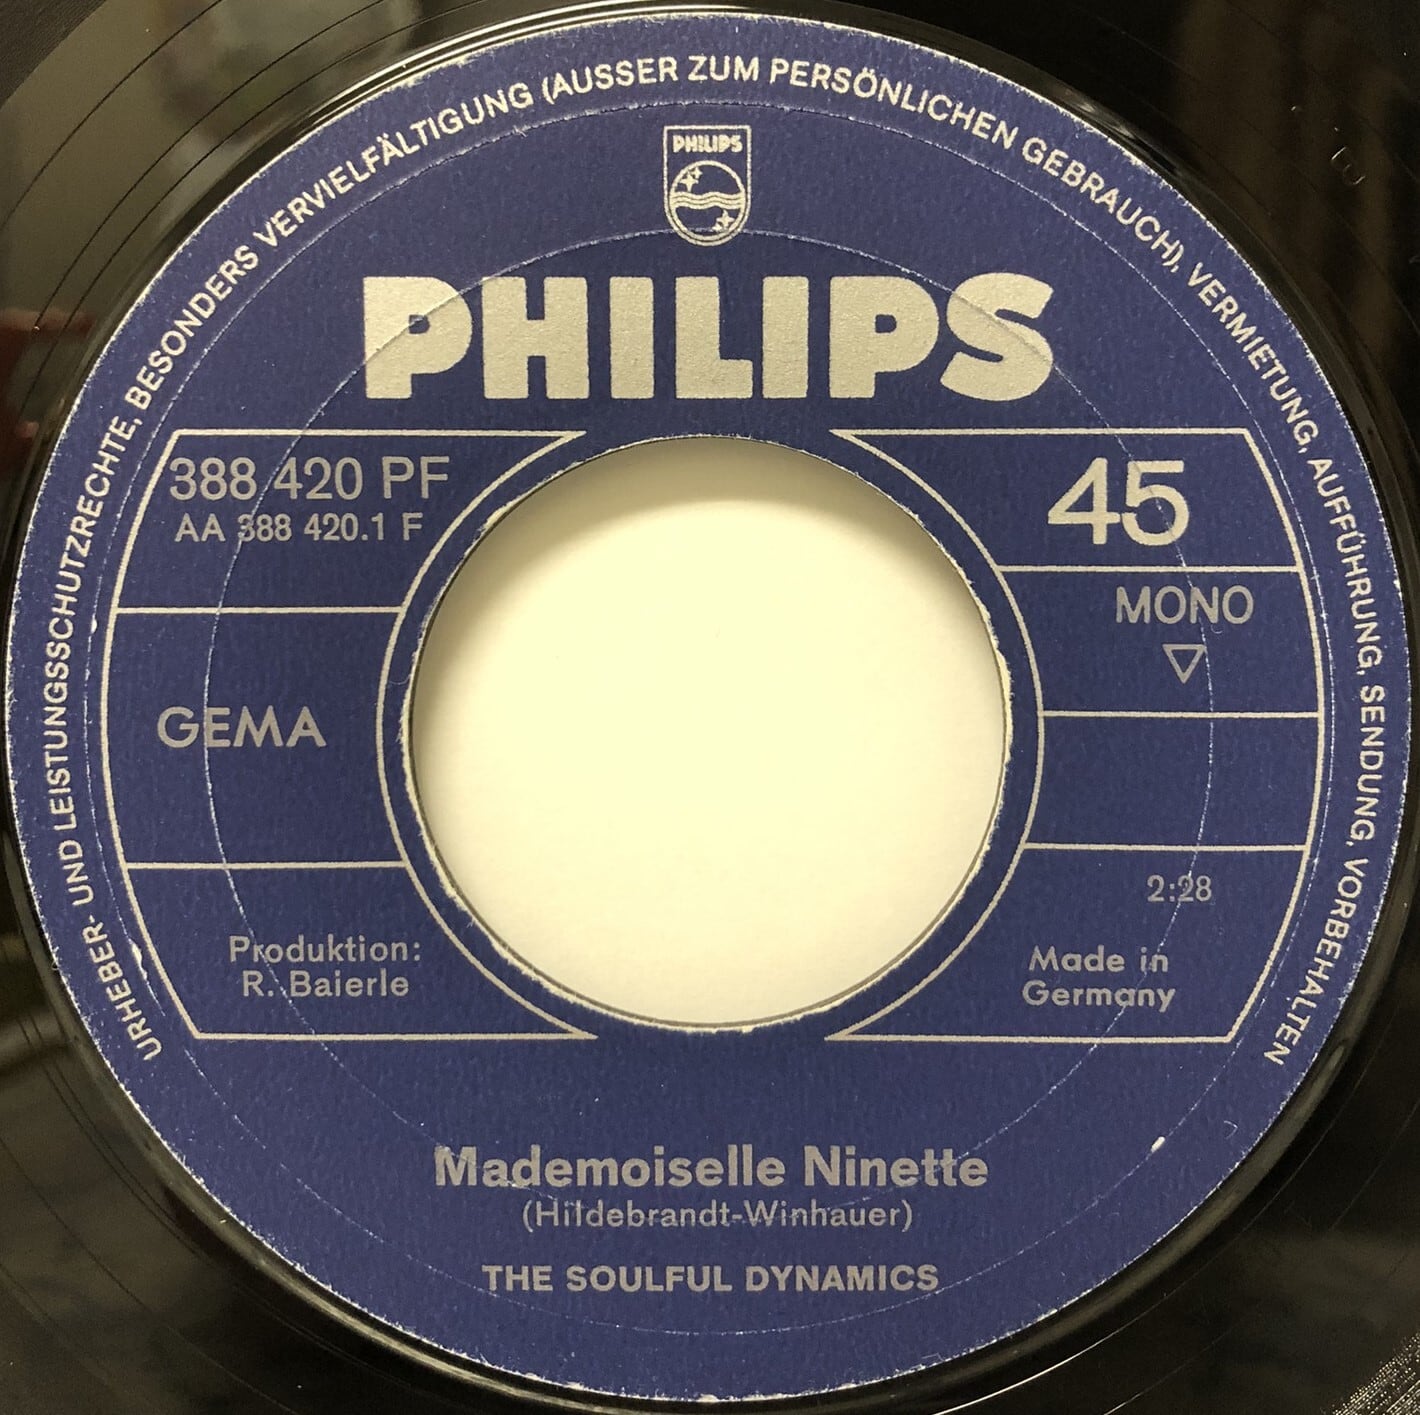 URHEBER- UND LEISTUNGSSCHUTZRECHTE, BESONDERS VERVIELFÄLTIGUNG (AUSSER ZUM PERSÖNLICHEN GEBRAUCH), VERMIETUNG, AUFFÜHRUNG, SENDUNG, VORBEHALTEN
PHILIPS
PHILIPS
388 420 PF
AA 388 420.1 F
45
MONO
GEMA
2:28
Produktion:
R. Baierle
Made in
Germany
Mademoiselle Ninette
(Hildebrandt-Winhauer)
THE SOULFUL DYNAMICS